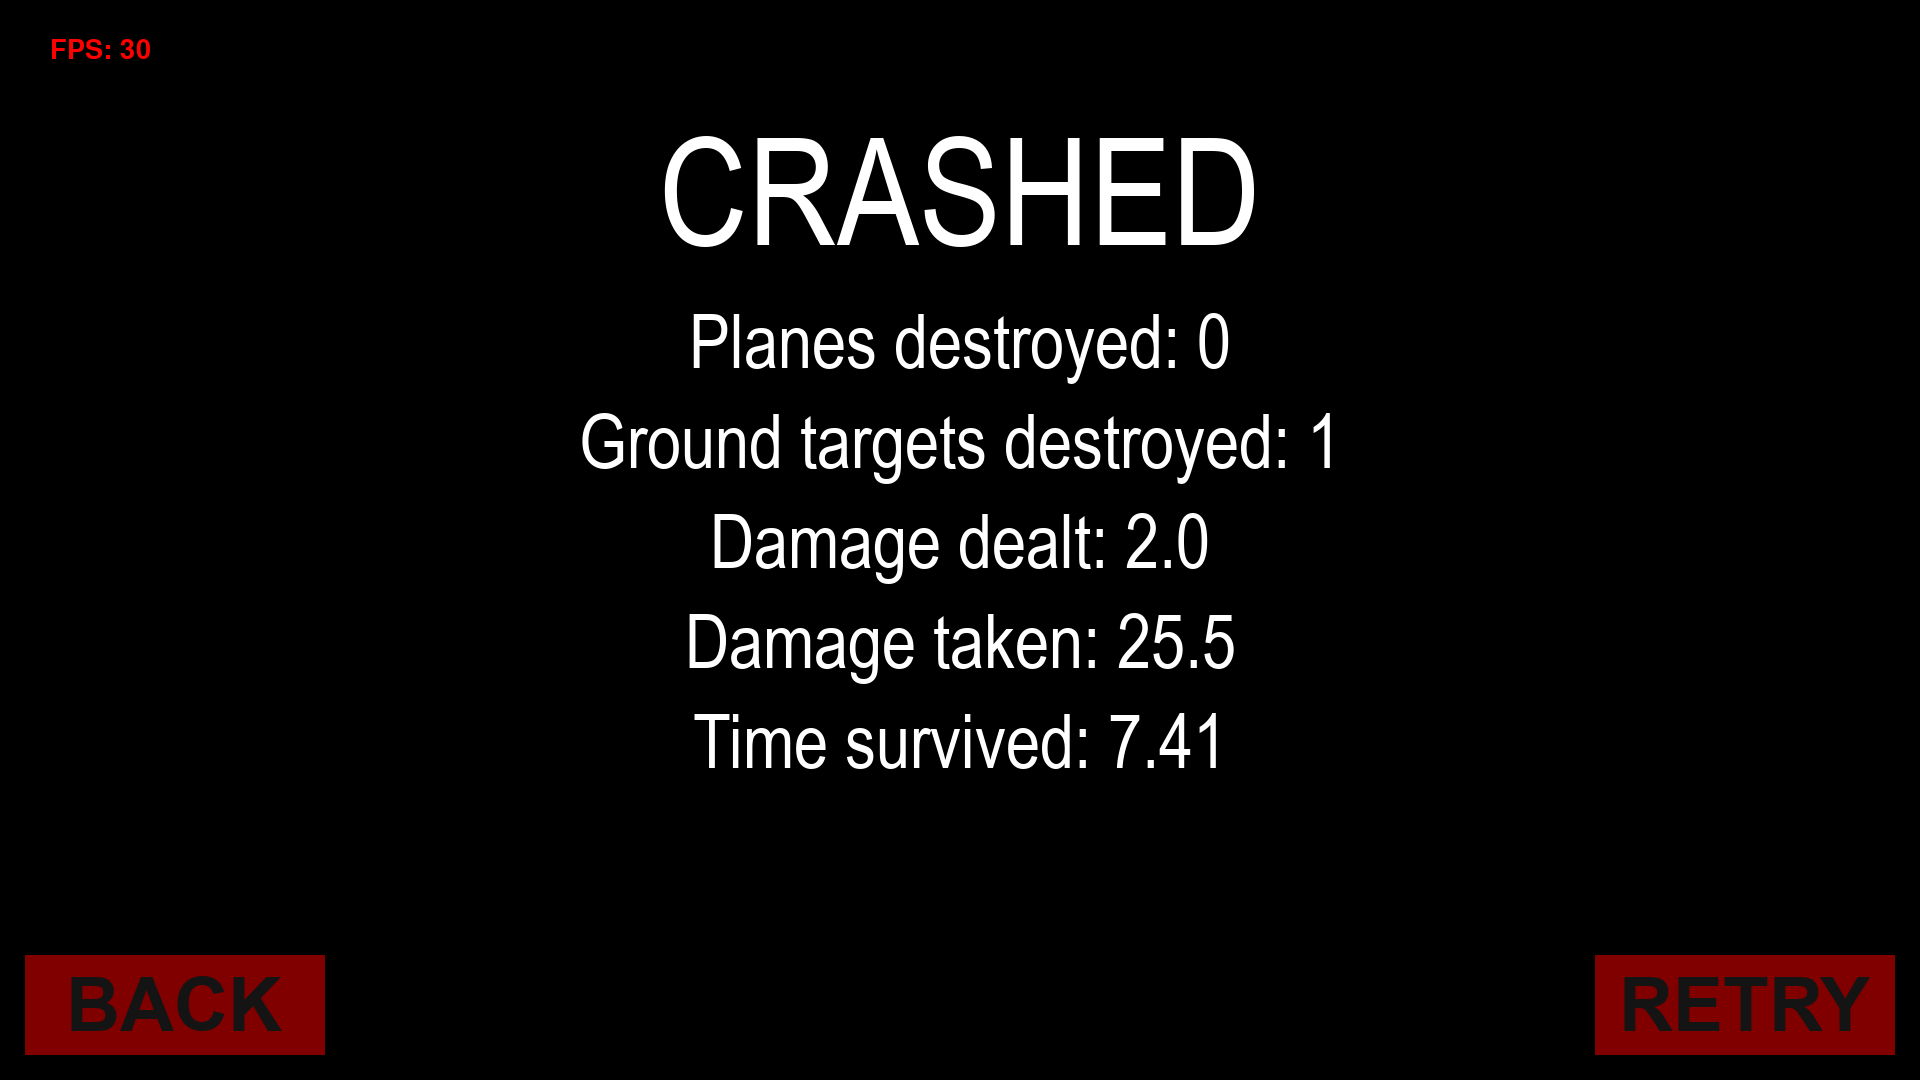 FPS: 30
CRASHED
Planes destroyed: 0
Ground targets destroyed: 1
Damage dealt: 2.0
Damage taken: 25.5
Time survived: 7.41
BACK
RETRY